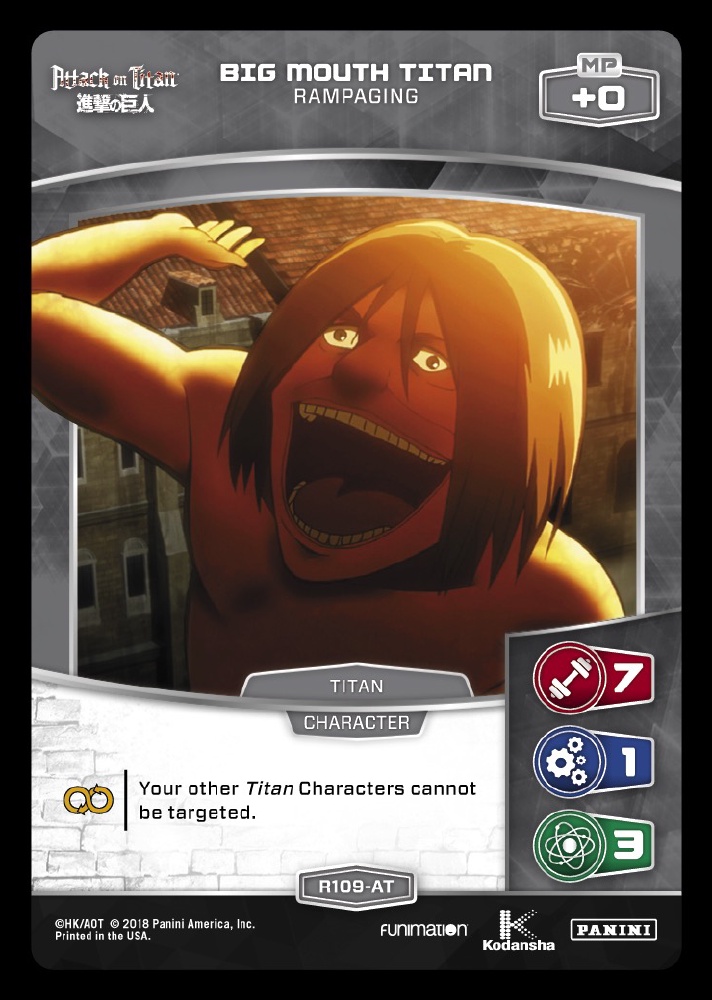 Attack on Titan
進撃の巨人
BIG MOUTH TITAN
RAMPAGING
MP
+0
TITAN
CHARACTER
7
1
3
Your other Titan Characters cannot
be targeted.
R109-AT
©HK/AOT © 2018 Panini America, Inc.
Printed in the USA.
FUNIMATION
K
Kodansha
PANINI